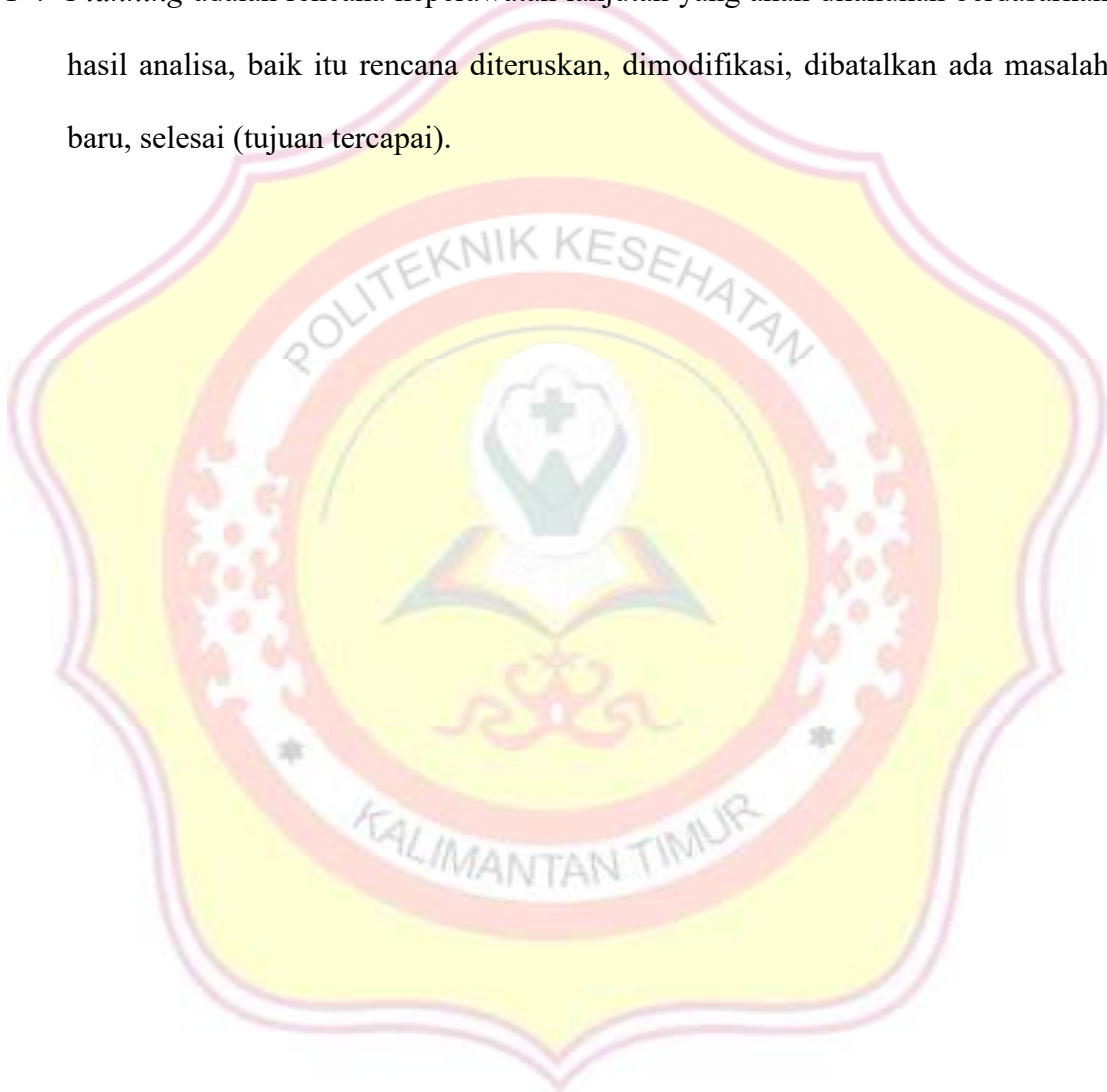 hasil analisa, baik itu rencana diteruskan, dimodifikasi, dibatalkan ada masalah
baru, selesai (tujuan tercapai).
POLITEKNIK KESEHATAN
KALIMANTAN TIMUR